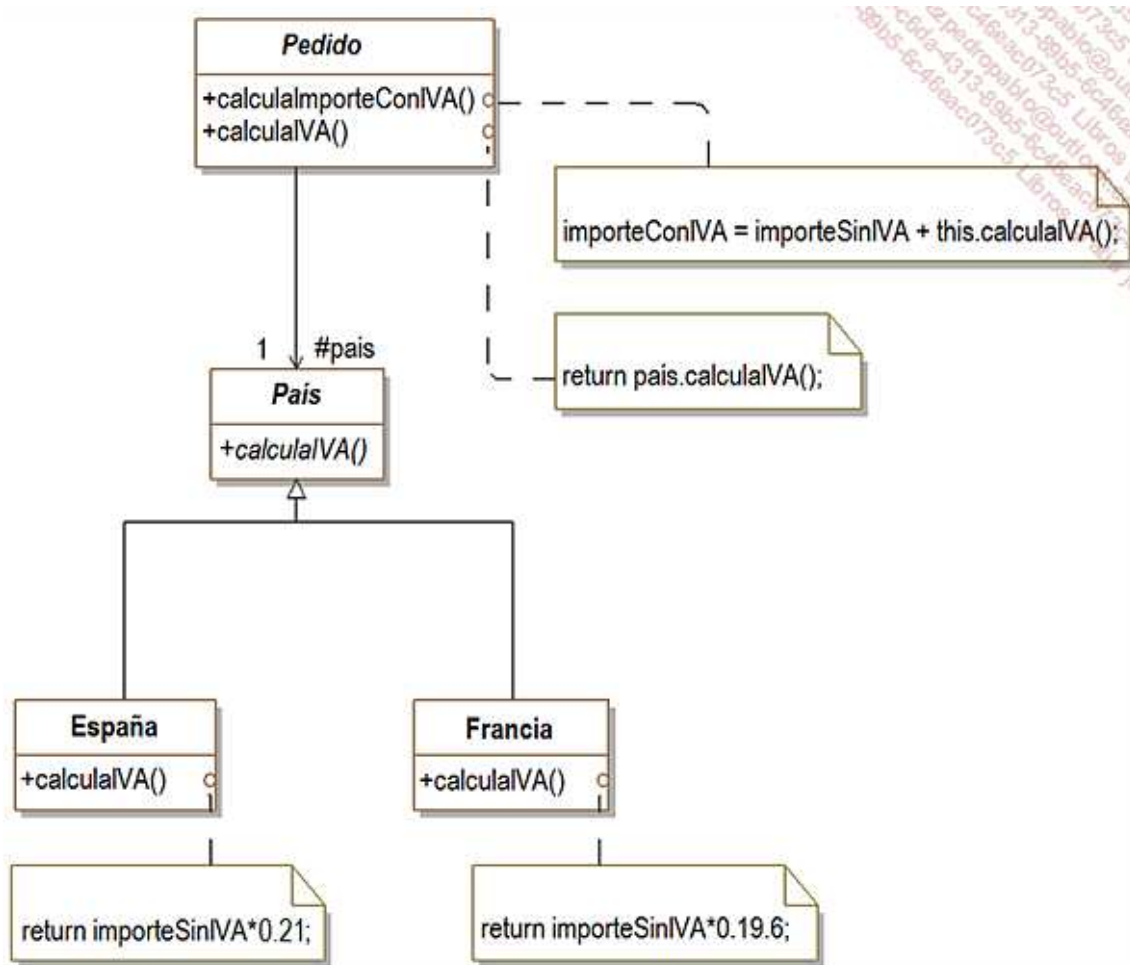 Pedido
+calculaImporteConIVA()
+calculaIVA()
importeConIVA = importeSinIVA + this.calculaIVA();
return pais.calculaIVA();
1 #pais
Pais
+calculaIVA()
España
+calculaIVA()
Francia
+calculaIVA()
return importeSinIVA*0.21;
return importeSinIVA*0.19.6;